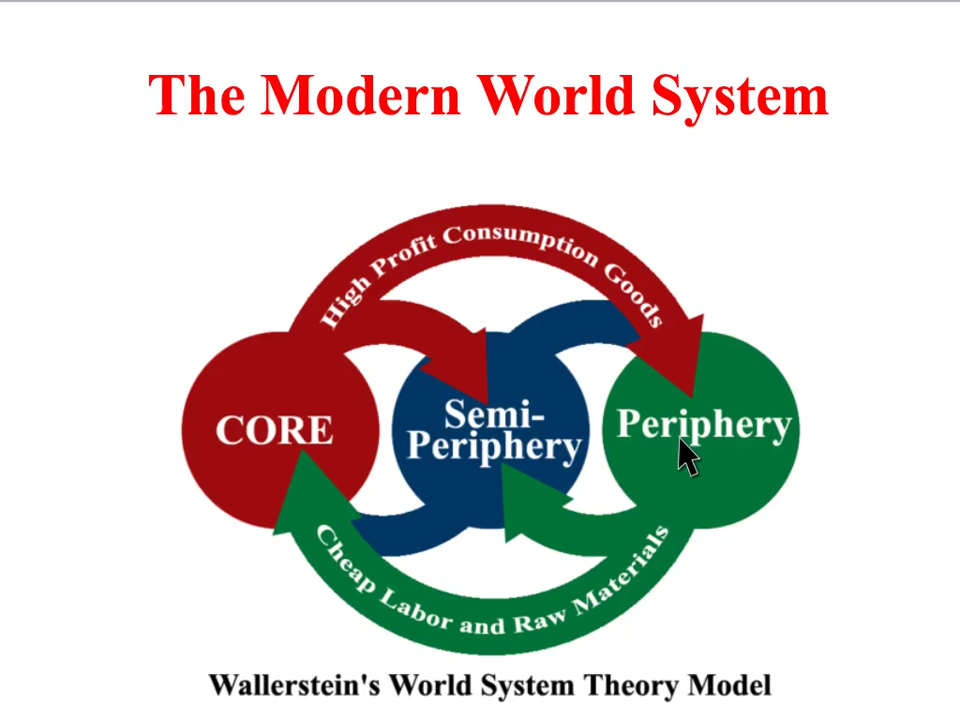 The Modern World System
High Profit Consumption Goods
CORE
Semi-
Periphery
Periphery
Cheap Labor and Raw Materials
Wallerstein's World System Theory Model